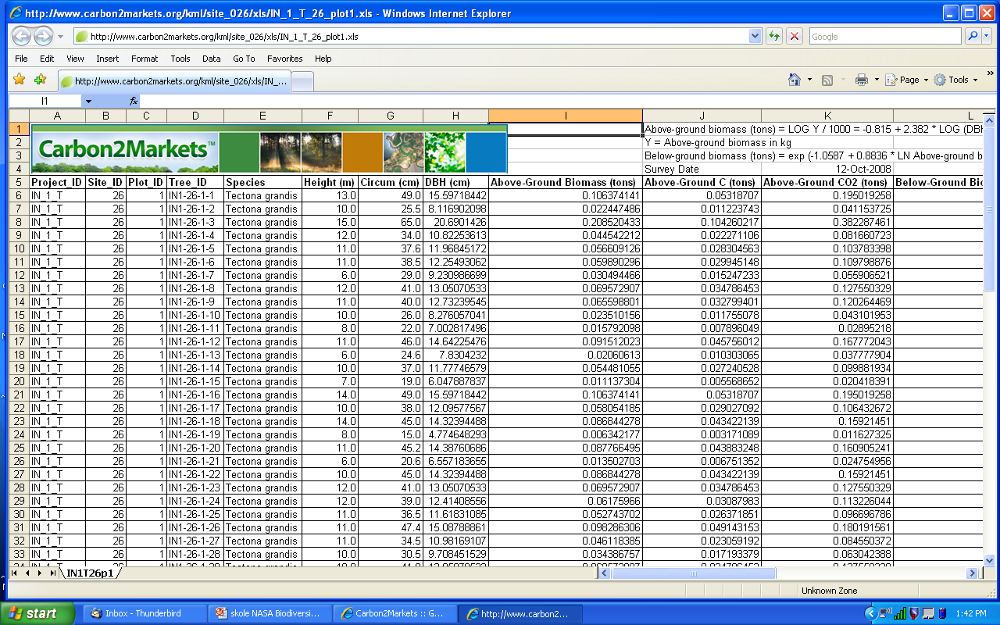 http://www.carbon2markets.org/kml/site_026/xls/IN_1_T_26_plot1.xls - Windows Internet Explorer
http://www.carbon2markets.org/kml/site_026/xls/IN_1_T_26_plot1.xls Google
File Edit View Insert Format Tools Data Go To Favorites Help
http://www.carbon2markets.org/kml/site_026/xls/IN_... Page Tools
I1 fx
A B C D E F G H I J K L
1 Above-ground biomass (tons) = LOG Y / 1000 = -0.815 + 2.382 * LOG (DBH
Carbon2Markets™
2 Y = Above-ground biomass in kg
3 Below-ground biomass (tons) = exp (-1.0587 + 0.8836 * LN Above-ground b
4 Survey Date 12-Oct-2008
5 Project_ID Site_ID Plot_ID Tree_ID Species Height (m) Circum (cm) DBH (cm) Above-Ground Biomass (tons) Above-Ground C (tons) Above-Ground CO2 (tons) Below-Ground Bio
6 IN_1_T 26 1 IN1-26-1-1 Tectona grandis 13.0 49.0 15.59718442 0.106374141 0.05318707 0.195019258
7 IN_1_T 26 1 IN1-26-1-2 Tectona grandis 10.0 25.5 8.116902098 0.022447486 0.011223743 0.041153725
8 IN_1_T 26 1 IN1-26-1-3 Tectona grandis 15.0 65.0 20.6901426 0.208520433 0.104260217 0.382287461
9 IN_1_T 26 1 IN1-26-1-4 Tectona grandis 12.0 34.0 10.82253613 0.044542212 0.022271106 0.081660723
10 IN_1_T 26 1 IN1-26-1-5 Tectona grandis 11.0 37.6 11.96845172 0.056609126 0.028304563 0.103783398
11 IN_1_T 26 1 IN1-26-1-6 Tectona grandis 11.0 38.5 12.25493062 0.059890296 0.029945148 0.109798876
12 IN_1_T 26 1 IN1-26-1-7 Tectona grandis 6.0 29.0 9.230986699 0.030494466 0.015247233 0.055906521
13 IN_1_T 26 1 IN1-26-1-8 Tectona grandis 12.0 41.0 13.05070533 0.069572907 0.034786453 0.127550329
14 IN_1_T 26 1 IN1-26-1-9 Tectona grandis 11.0 40.0 12.73239545 0.065598801 0.032799401 0.120264469
15 IN_1_T 26 1 IN1-26-1-10 Tectona grandis 10.0 26.0 8.276057041 0.023510156 0.011755078 0.043101953
16 IN_1_T 26 1 IN1-26-1-11 Tectona grandis 8.0 22.0 7.002817496 0.015792098 0.007896049 0.02895218
17 IN_1_T 26 1 IN1-26-1-12 Tectona grandis 11.0 46.0 14.64225476 0.091512023 0.045756012 0.167772043
18 IN_1_T 26 1 IN1-26-1-13 Tectona grandis 6.0 24.6 7.8304232 0.02060613 0.010303065 0.037777904
19 IN_1_T 26 1 IN1-26-1-14 Tectona grandis 10.0 37.0 11.77746579 0.054481055 0.027240528 0.099881934
20 IN_1_T 26 1 IN1-26-1-15 Tectona grandis 7.0 19.0 6.047887837 0.011137304 0.005568652 0.020418391
21 IN_1_T 26 1 IN1-26-1-16 Tectona grandis 14.0 49.0 15.59718442 0.106374141 0.05318707 0.195019258
22 IN_1_T 26 1 IN1-26-1-17 Tectona grandis 10.0 38.0 12.09577567 0.058054185 0.029027092 0.106432672
23 IN_1_T 26 1 IN1-26-1-18 Tectona grandis 14.0 45.0 14.32394488 0.086844278 0.043422139 0.15921451
24 IN_1_T 26 1 IN1-26-1-19 Tectona grandis 8.0 15.0 4.774648293 0.006342177 0.003171089 0.011627325
25 IN_1_T 26 1 IN1-26-1-20 Tectona grandis 11.0 45.2 14.38760686 0.087766495 0.043883248 0.160905241
26 IN_1_T 26 1 IN1-26-1-21 Tectona grandis 6.0 20.6 6.557183655 0.013502703 0.006751352 0.024754956
27 IN_1_T 26 1 IN1-26-1-22 Tectona grandis 10.0 45.0 14.32394488 0.086844278 0.043422139 0.15921451
28 IN_1_T 26 1 IN1-26-1-23 Tectona grandis 12.0 41.0 13.05070533 0.069572907 0.034786453 0.127550329
29 IN_1_T 26 1 IN1-26-1-24 Tectona grandis 12.0 39.0 12.41408556 0.06175966 0.03087983 0.113226044
30 IN_1_T 26 1 IN1-26-1-25 Tectona grandis 11.0 36.5 11.61831085 0.052743702 0.026371851 0.096696786
31 IN_1_T 26 1 IN1-26-1-26 Tectona grandis 11.0 47.4 15.08788861 0.098286306 0.049143153 0.180191561
32 IN_1_T 26 1 IN1-26-1-27 Tectona grandis 11.0 34.5 10.98169107 0.046118385 0.023059192 0.084550372
33 IN_1_T 26 1 IN1-26-1-28 Tectona grandis 10.0 30.5 9.708451529 0.034386757 0.017193379 0.063042388
IN1T26p1
Unknown Zone
start Inbox - Thunderbird skole NASA Biodiversi... Carbon2Markets :: G... http://www.carbon2... 1:42 PM